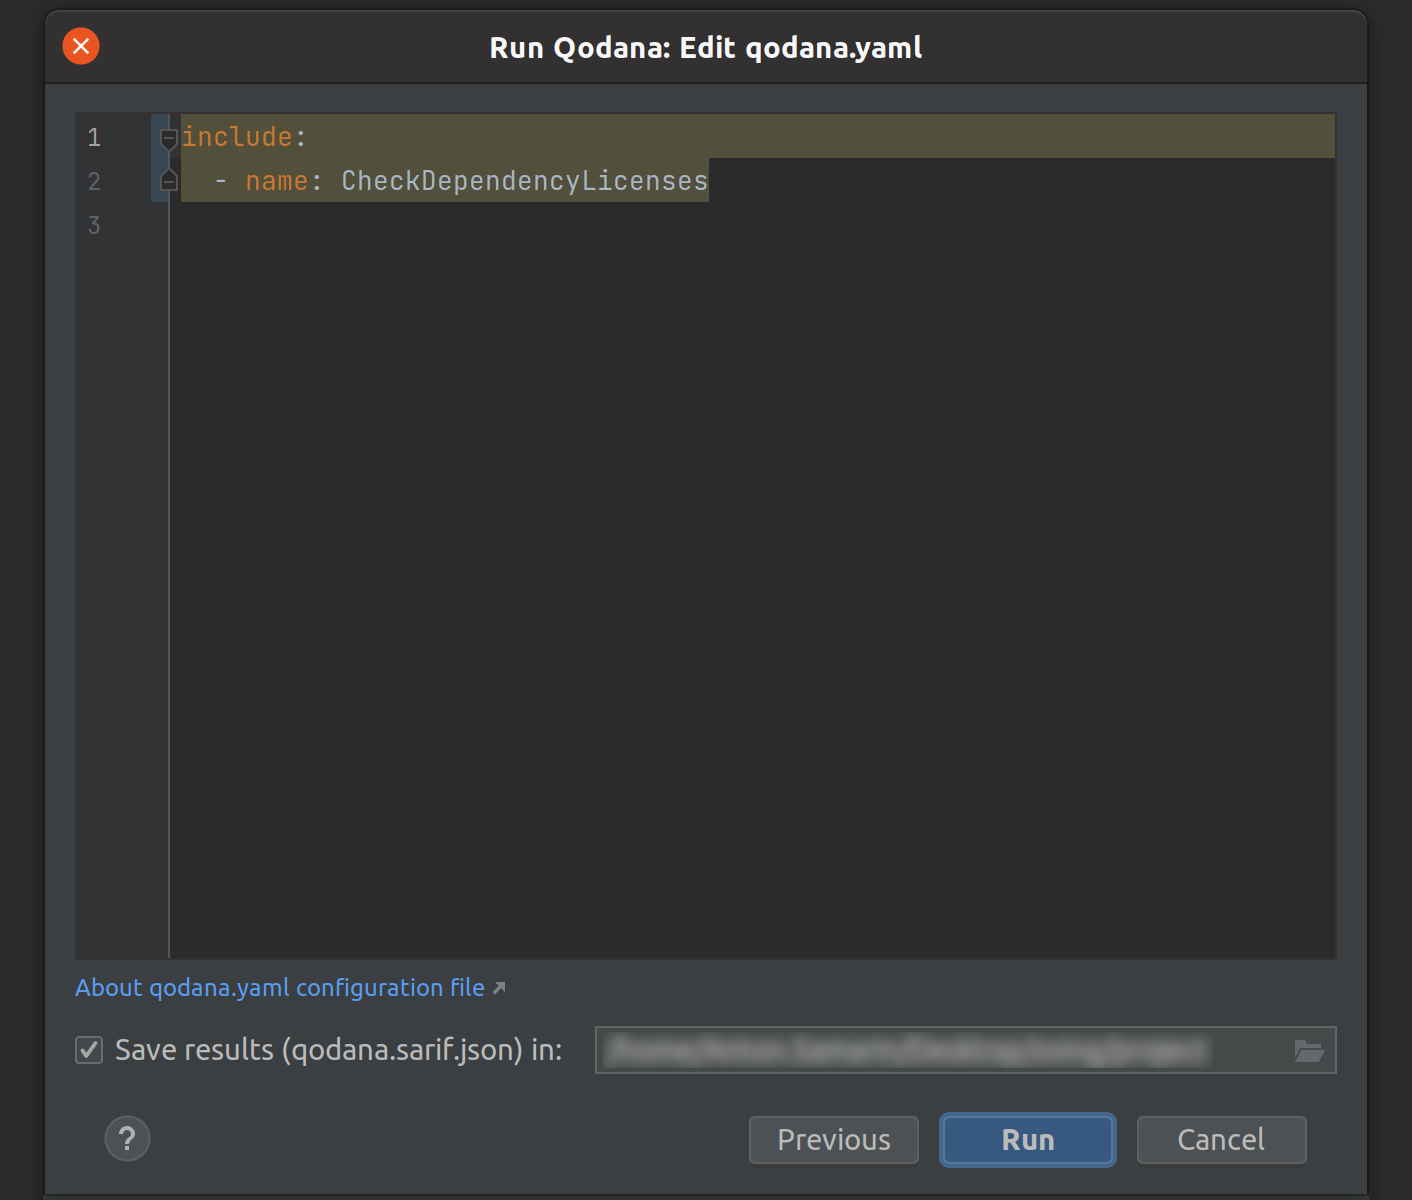 Run Qodana: Edit qodana.yaml
1 include:
2   - name: CheckDependencyLicenses
3
About qodana.yaml configuration file
Save results (qodana.sarif.json) in:
?
Previous Run Cancel